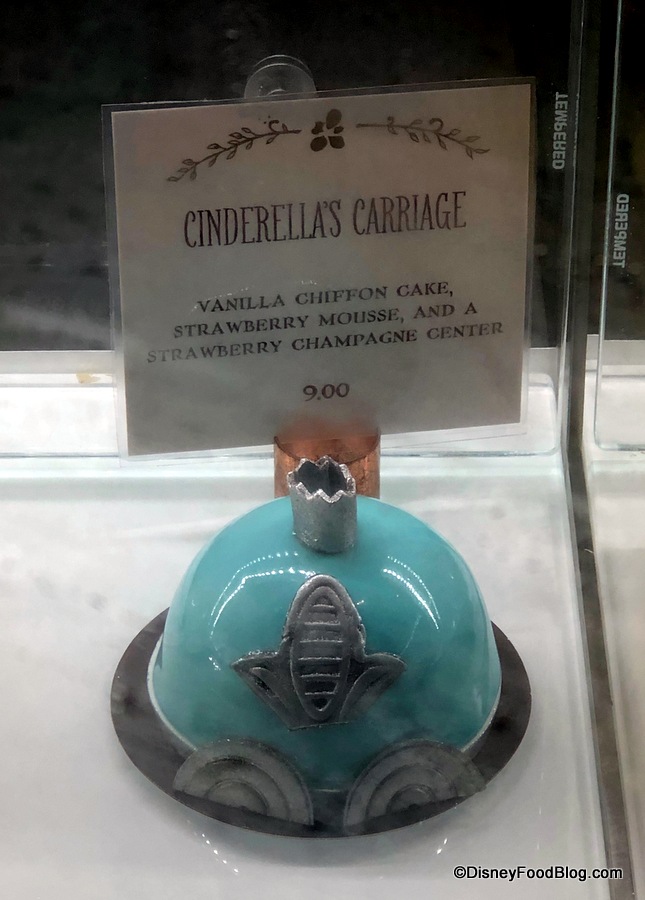 CINDERELLA'S CARRIAGE
VANILLA CHIFFON CAKE,
STRAWBERRY MOUSSE, AND A
STRAWBERRY CHAMPAGNE CENTER
9.00
TEMPERED
TEMPERED
©DisneyFoodBlog.com